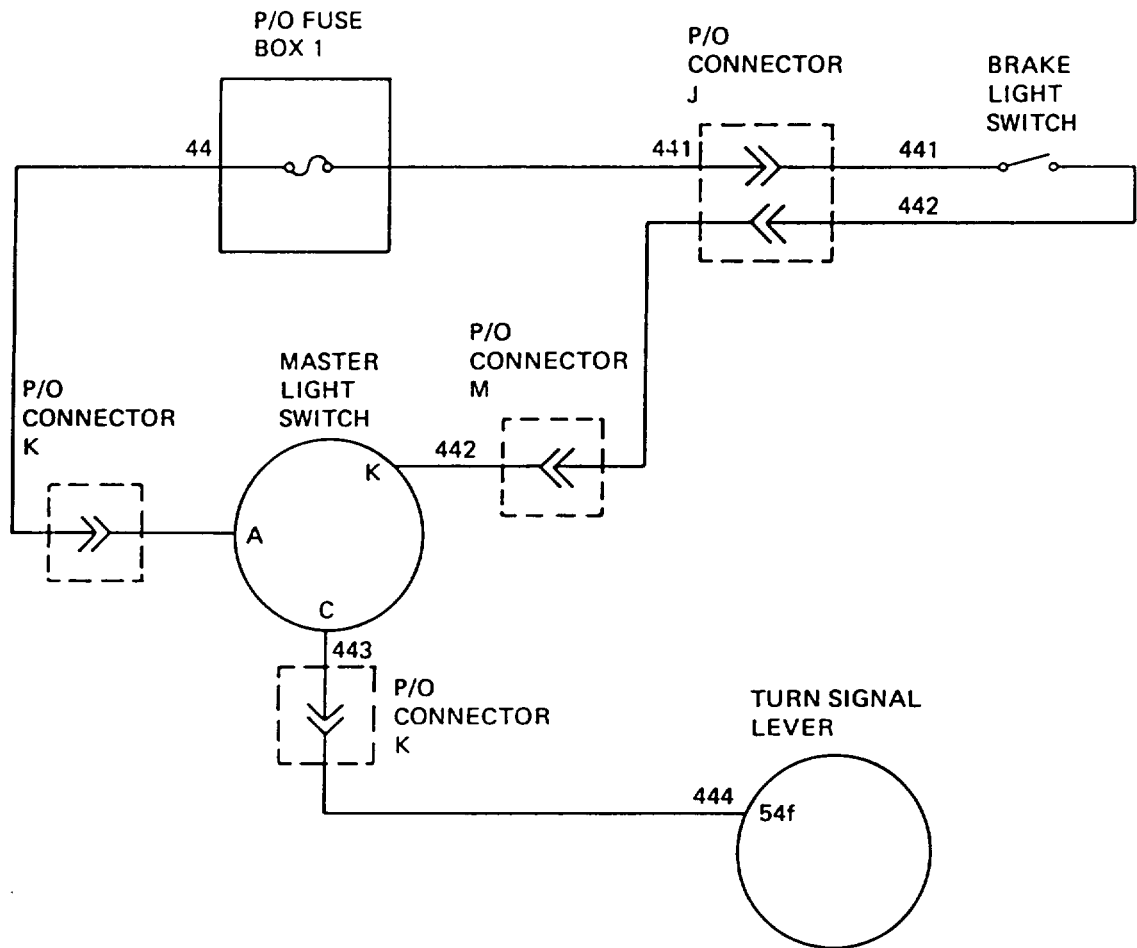 P/O FUSE
BOX 1
P/O
CONNECTOR
J
BRAKE
LIGHT
SWITCH
44
441
441
442
P/O
CONNECTOR
M
MASTER
LIGHT
SWITCH
P/O
CONNECTOR
K
442
K
A
C
443
P/O
CONNECTOR
K
TURN SIGNAL
LEVER
444
54f